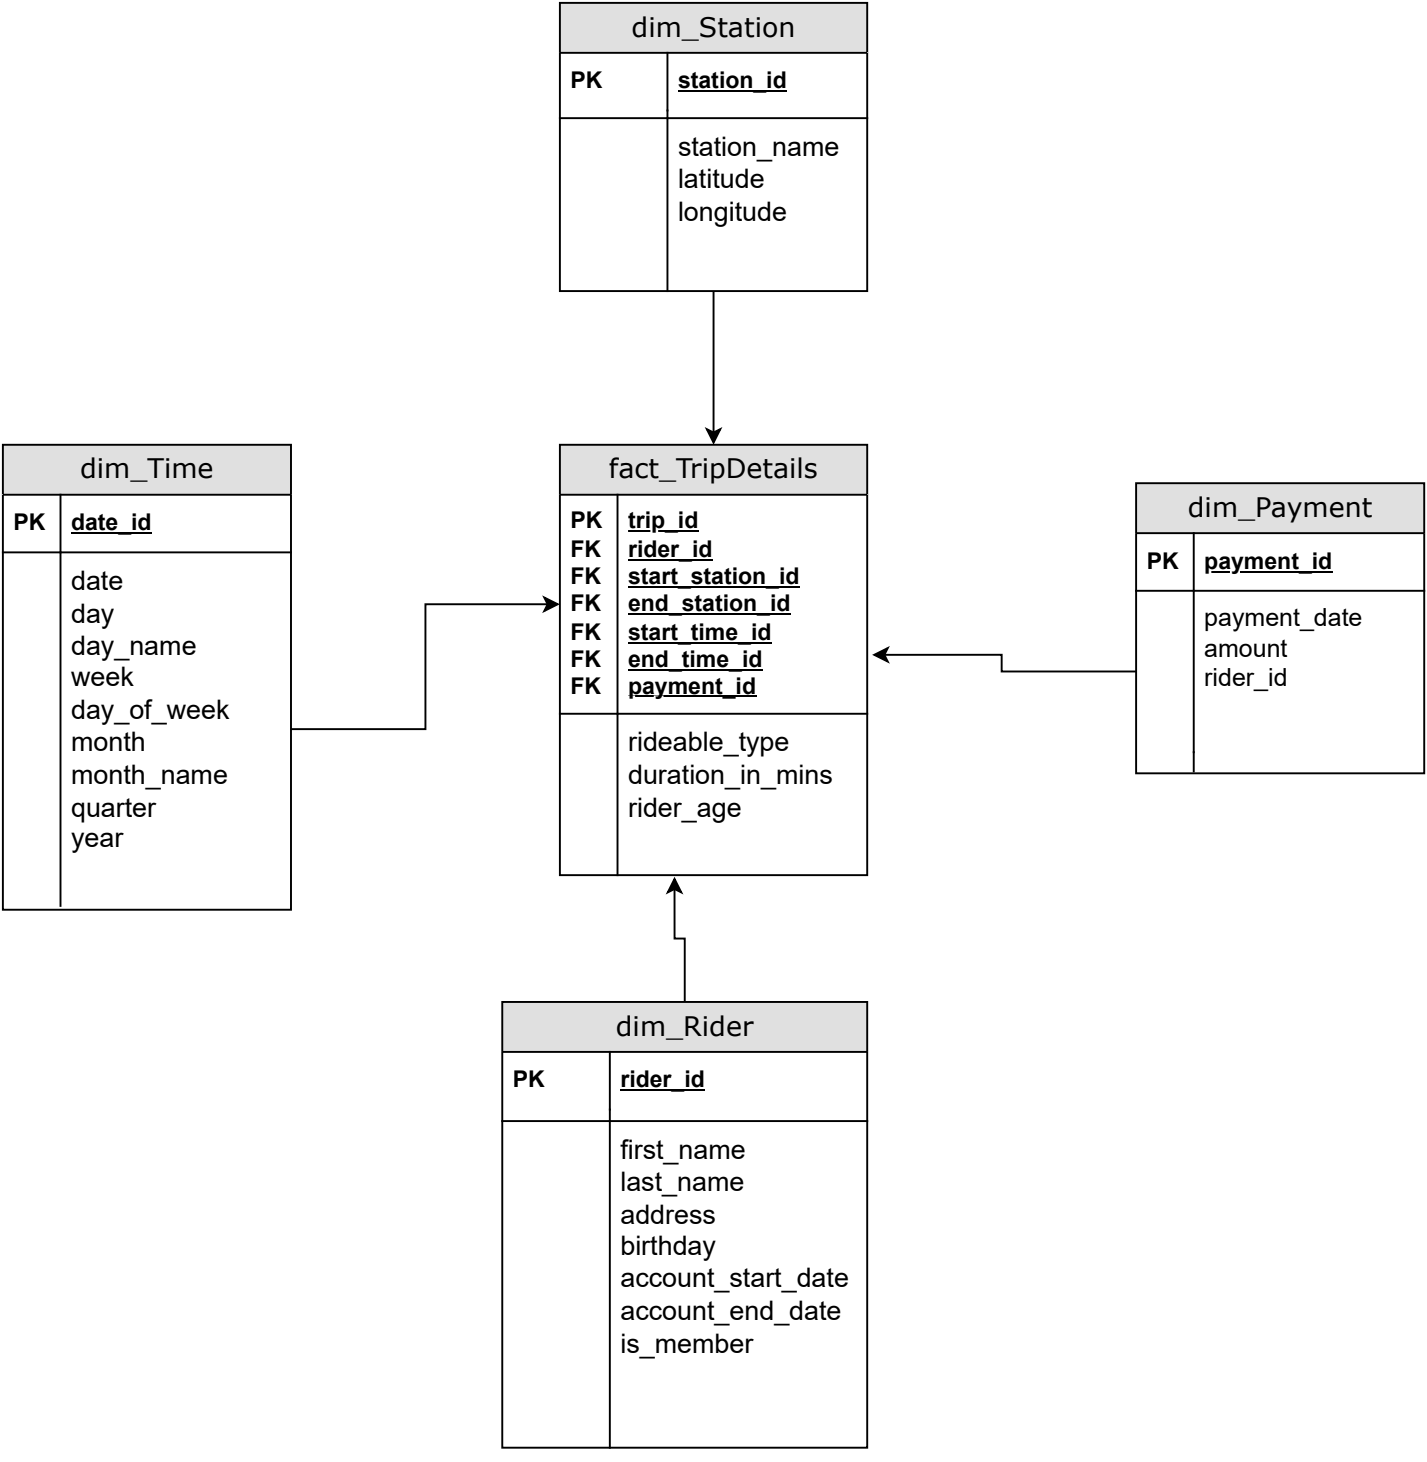 dim_Station
PK station_id
station_name
latitude
longitude
dim_Time
PK date_id
date
day
day_name
week
day_of_week
month
month_name
quarter
year
fact_TripDetails
PK trip_id
FK rider_id
FK start_station_id
FK end_station_id
FK start_time_id
FK end_time_id
FK payment_id
rideable_type
duration_in_mins
rider_age
dim_Payment
PK payment_id
payment_date
amount
rider_id
dim_Rider
PK rider_id
first_name
last_name
address
birthday
account_start_date
account_end_date
is_member